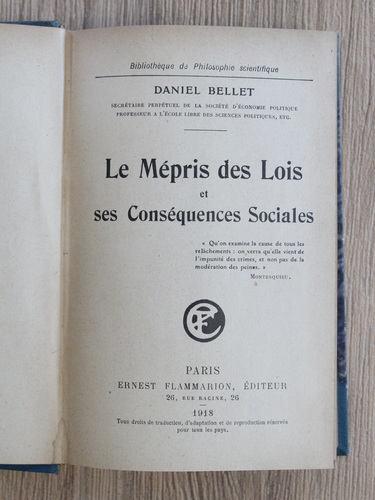 Bibliothèque de Philosophie scientifique
DANIEL BELLET
SECRÉTAIRE PERPÉTUEL DE LA SOCIÉTÉ D'ÉCONOMIE POLITIQUE
PROFESSEUR A L'ÉCOLE LIBRE DES SCIENCES POLITIQUES, ETC.
Le Mépris des Lois
et
ses Conséquences Sociales
« Qu'on examine la cause de tous les
relâchements : on verra qu'elle vient de
l'impunité des crimes, et non pas de la
modération des peines. »
MONTESQUIEU.
PARIS
ERNEST FLAMMARION, ÉDITEUR
26, RUE RACINE, 26
1918
Tous droits de traduction, d'adaptation et de reproduction réservés
pour tous les pays.